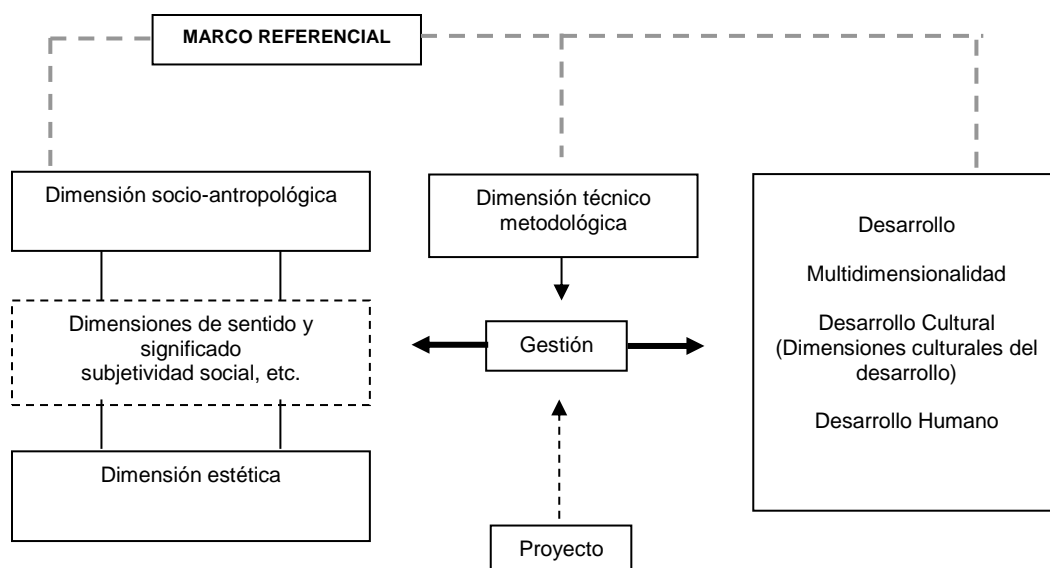 MARCO REFERENCIAL
Dimensión socio-antropológica
Dimensiones de sentido y
significado
subjetividad social, etc.
Dimensión estética
Dimensión técnico
metodológica
Gestión
Proyecto
Desarrollo
Multidimensionalidad
Desarrollo Cultural
(Dimensiones culturales del
desarrollo)
Desarrollo Humano